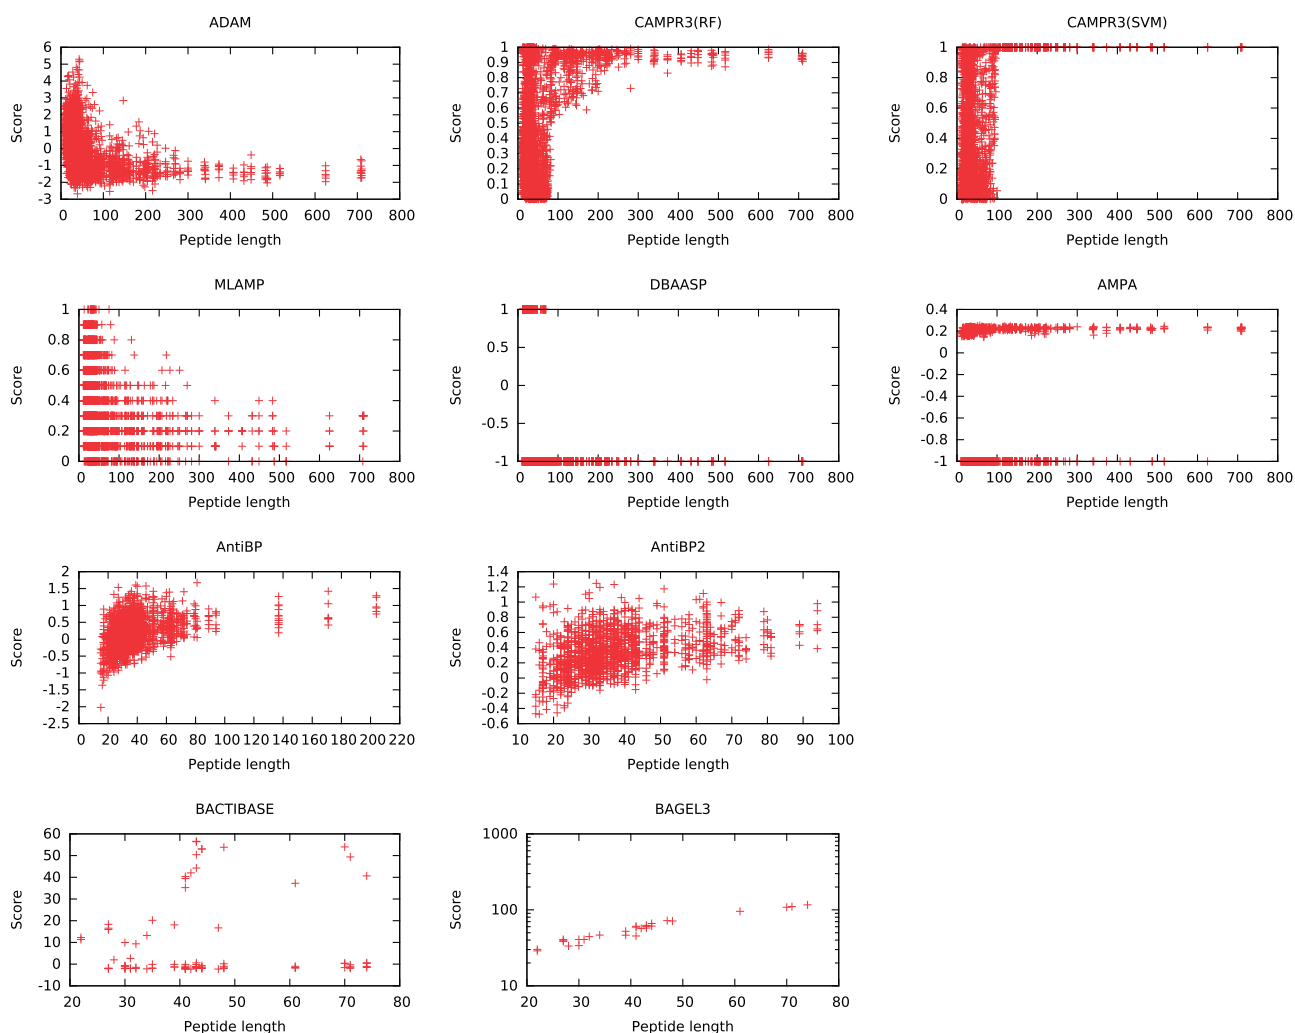 ADAM
6
5
4
3
2
1
0
-1
-2
-3
0 100 200 300 400 500 600 700 800
Score
Peptide length
CAMPR3(RF)
1
0.9
0.8
0.7
0.6
0.5
0.4
0.3
0.2
0.1
0
0 100 200 300 400 500 600 700 800
Score
Peptide length
CAMPR3(SVM)
1
0.8
0.6
0.4
0.2
0
0 100 200 300 400 500 600 700 800
Score
Peptide length
MLAMP
1
0.8
0.6
0.4
0.2
0
0 100 200 300 400 500 600 700 800
Score
Peptide length
DBAASP
1
0.5
0
-0.5
-1
0 100 200 300 400 500 600 700 800
Score
Peptide length
AMPA
0.4
0.2
0
-0.2
-0.4
-0.6
-0.8
-1
0 100 200 300 400 500 600 700 800
Score
Peptide length
AntiBP
2
1.5
1
0.5
0
-0.5
-1
-1.5
-2
-2.5
0 20 40 60 80 100 120 140 160 180 200 220
Score
Peptide length
AntiBP2
1.4
1.2
1
0.8
0.6
0.4
0.2
0
-0.2
-0.4
-0.6
10 20 30 40 50 60 70 80 90 100
Score
Peptide length
BACTIBASE
60
50
40
30
20
10
0
-10
20 30 40 50 60 70 80
Score
Peptide length
BAGEL3
1000
100
10
20 30 40 50 60 70 80
Score
Peptide length